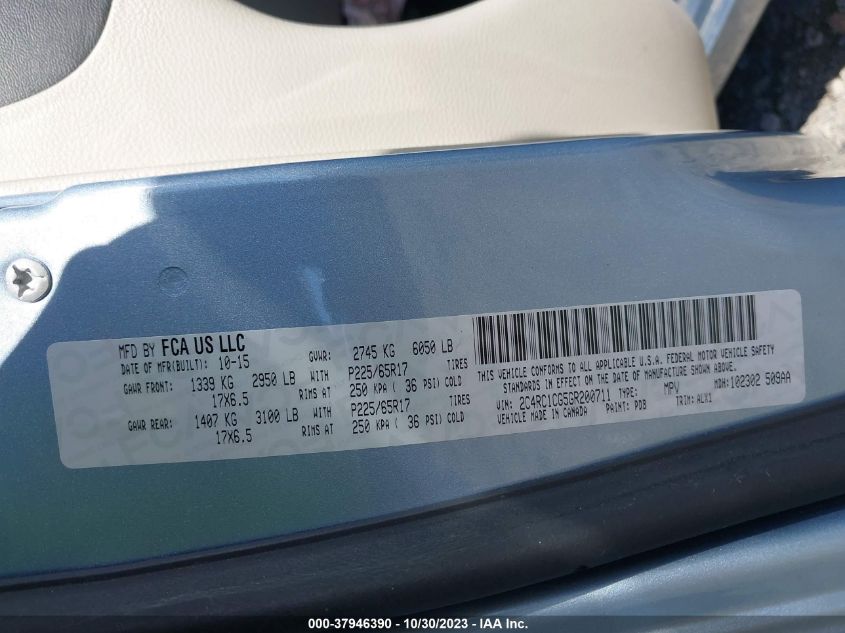 MFD BY FCA US LLC
DATE OF MFR(BUILT): 10-15 GVWR: 2745 KG 6050 LB
GAWR FRONT: 1339 KG 2950 LB WITH P225/65R17 TIRES
17X6.5 RIMS AT 250 KPA ( 36 PSI) COLD
GAWR REAR: 1407 KG 3100 LB WITH P225/65R17 TIRES
17X6.5 RIMS AT 250 KPA ( 36 PSI) COLD
THIS VEHICLE CONFORMS TO ALL APPLICABLE U.S.A. FEDERAL MOTOR VEHICLE SAFETY
STANDARDS IN EFFECT ON THE DATE OF MANUFACTURE SHOWN ABOVE.
VIN: 2C4RC1CG5GR200711 TYPE: MPV MDH:102302 509AA
VEHICLE MADE IN CANADA PAINT: PDB TRIM: ALX1
000-37946390 - 10/30/2023 - IAA Inc.